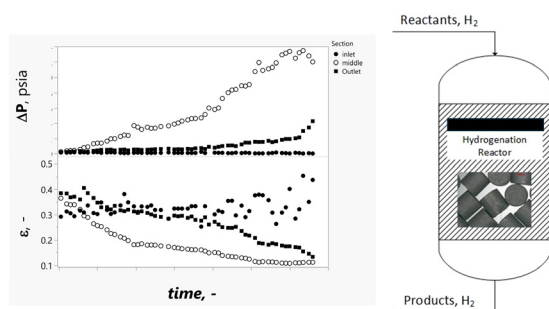 Reactants, H₂
Section
inlet
middle
Outlet
ΔP, psia
Hydrogenation
Reactor
0.5
0.4
0.3
0.2
0.1
ε, -
time, -
Products, H₂